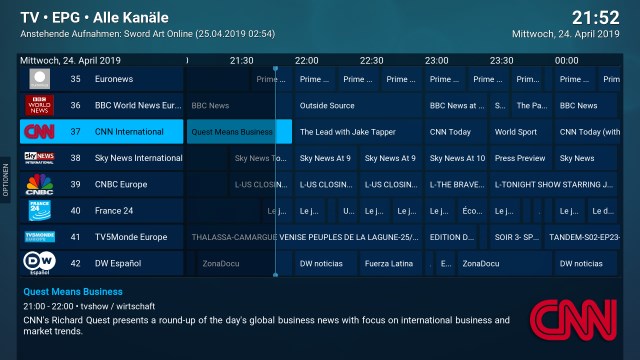 TV • EPG • Alle Kanäle
21:52
Anstehende Aufnahmen: Sword Art Online (25.04.2019 02:54)
Mittwoch, 24. April 2019
Mittwoch, 24. April 2019 21:30 22:00 22:30 23:00 23:30 00:00
35 Euronews Prime ... Prime ... Prime ... Prime ... Prime ... Prime ... Prime ... Prime ... Prime
BBC WORLD NEWS 36 BBC World News Eur... BBC News Outside Source BBC News at ... S... The Pa... BBC News
CNN 37 CNN International Quest Means Business The Lead with Jake Tapper CNN Today World Sport CNN Today (with
sky NEWS INTERNATIONAL 38 Sky News International Sky News To... Sky News At 9 Sky News At 9 Sky News At 10 Press Preview Sky News
CNBC 39 CNBC Europe L-US CLOSIN... L-US CLOSIN... L-US CLOSIN... L-THE BRAVE... L-TONIGHT SHOW STARRING J...
FRANCE 24 40 France 24 Le j... Le j... U... Le j... Le j... Le j... Éco... Le j... Le j... Le d...
TV5MONDE EUROPE 41 TV5Monde Europe THALASSA-CAMARGUE VENISE PEUPLES DE LA LAGUNE-25/... EDITION D... SOIR 3- SP... TANDEM-S02-EP23-
DW Español 42 DW Español ZonaDocu DW noticias Fuerza Latina . E... ZonaDocu DW noticias
OPTIONEN
Quest Means Business
21:00 - 22:00 • tvshow / wirtschaft
CNN's Richard Quest presents a round-up of the day's global business news with focus on international business and
market trends.
CNN